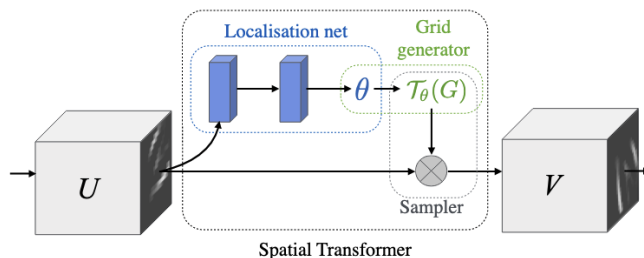 Localisation net
Grid
generator
θ
𝒯θ(G)
U
V
Sampler
Spatial Transformer